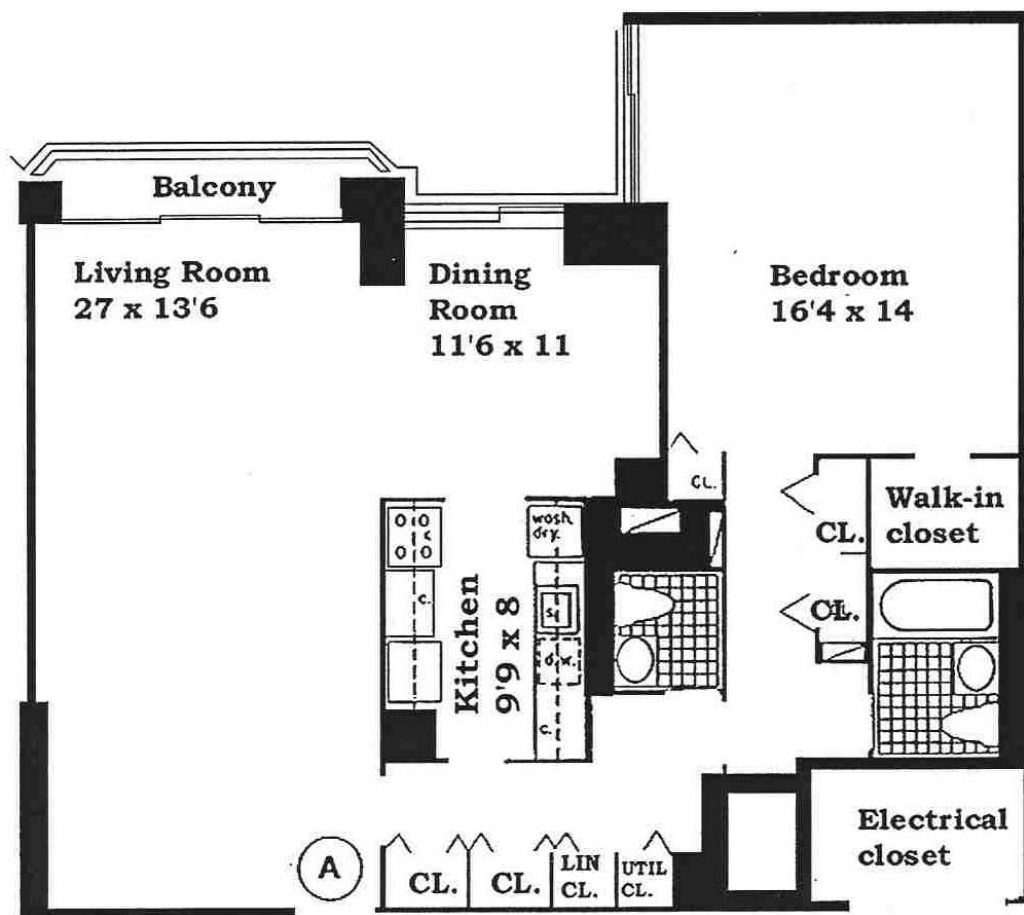 Balcony
Living Room
27 x 13'6
Dining
Room
11'6 x 11
Bedroom
16'4 x 14
CL.
Walk-in
closet
CL.
CL.
wash
dry.
c
c.
s.
d.w.
c.
Kitchen
9'9 x 8
A
CL.
CL.
LIN
CL.
UTIL
CL.
Electrical
closet